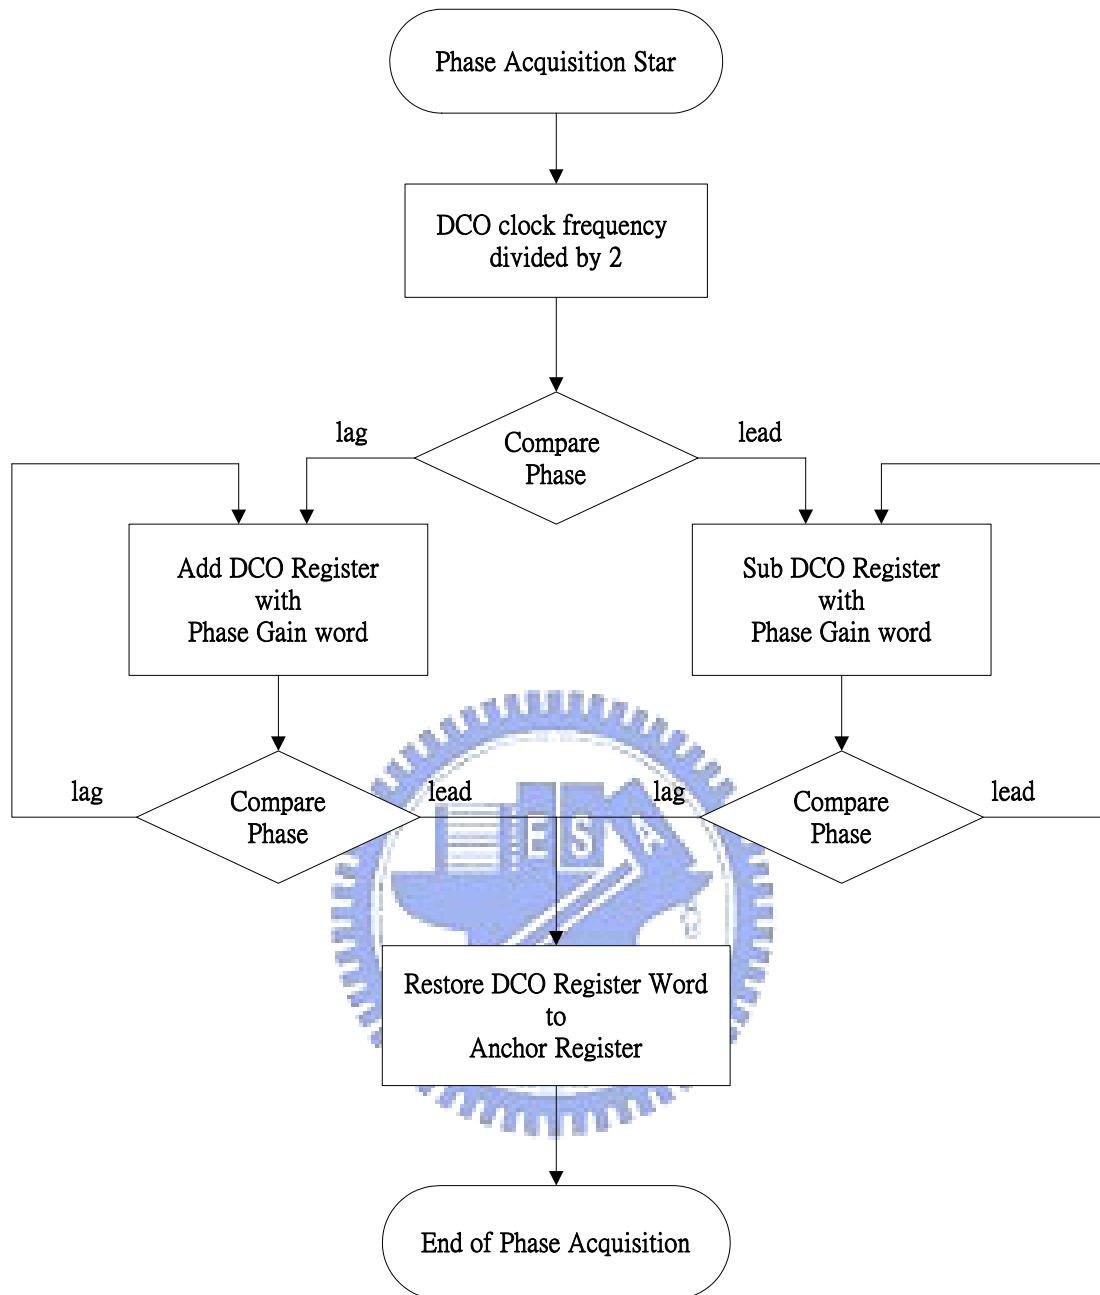 Phase Acquisition Star
DCO clock frequency
divided by 2
lag
Compare
Phase
lead
Add DCO Register
with
Phase Gain word
Sub DCO Register
with
Phase Gain word
lag
Compare
Phase
lead
lag
Compare
Phase
lead
E S A
Restore DCO Register Word
to
Anchor Register
End of Phase Acquisition